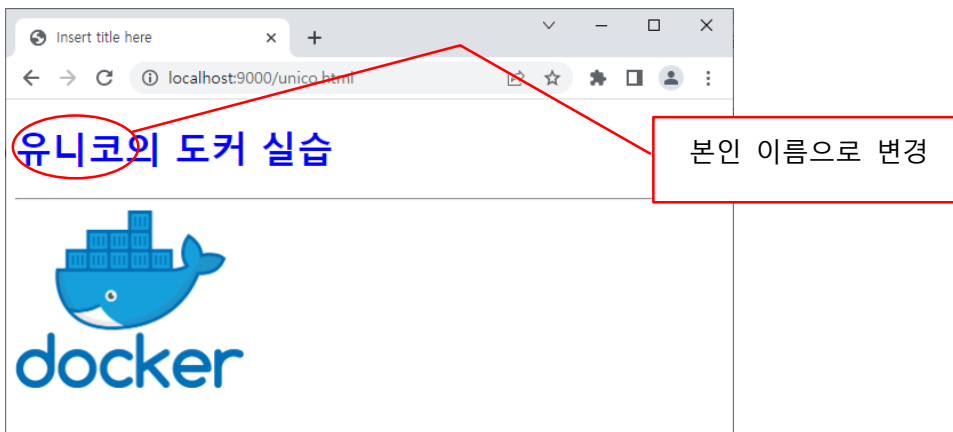 Insert title here
localhost:9000/unico.html
유니코의 도커 실습
본인 이름으로 변경
docker